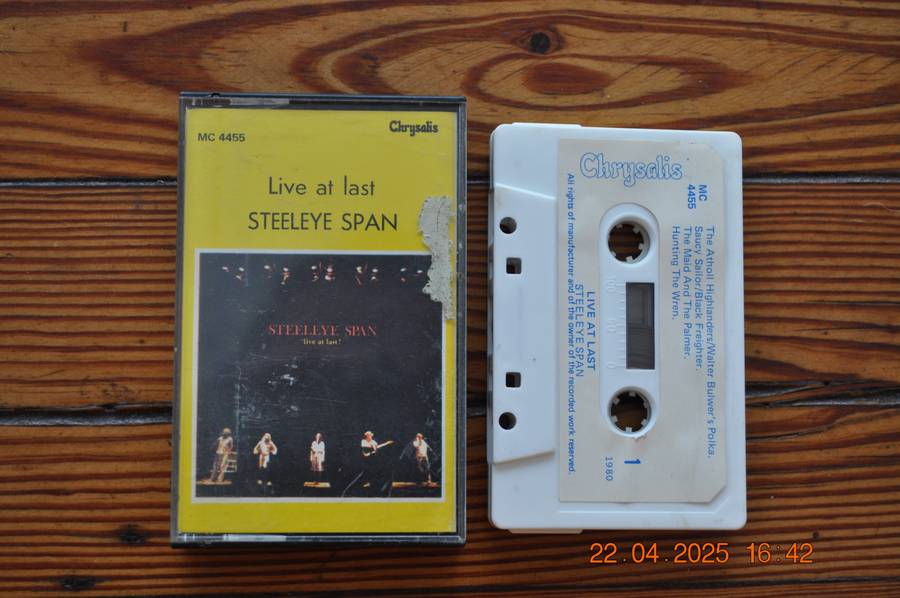 MC 4455
Chrysalis
Live at last
STEELEYE SPAN
STEELEYE SPAN
'live at last!'
Chrysalis
MC
4455
The Atholl Highlanders/Walter Bulwer's Polka.
Saucy Sailor/Black Freighter.
The Maid And The Palmer.
Hunting The Wren.
LIVE AT LAST
STEELEYE SPAN
All rights of manufacturer and of the owner of the recorded work reserved.
1
1980
22.04.2025 16:42